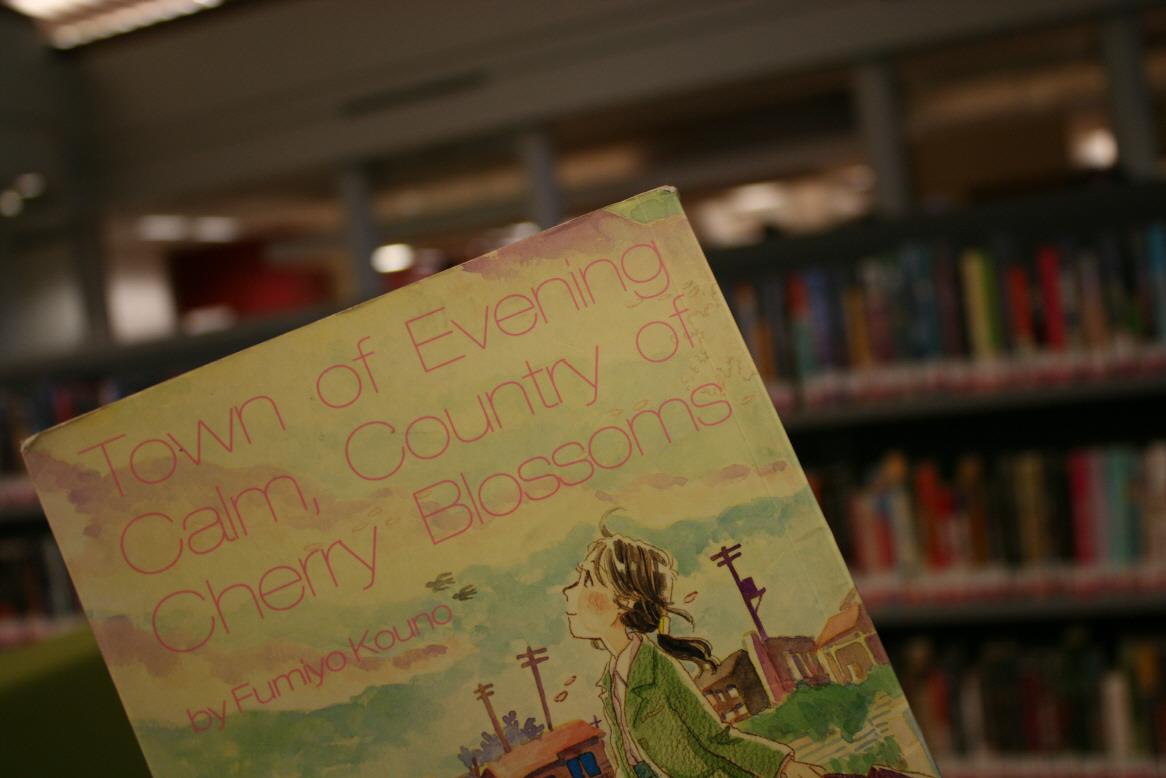 Town of Evening
Calm, Country of
Cherry Blossoms
by Fumiyo Kouno